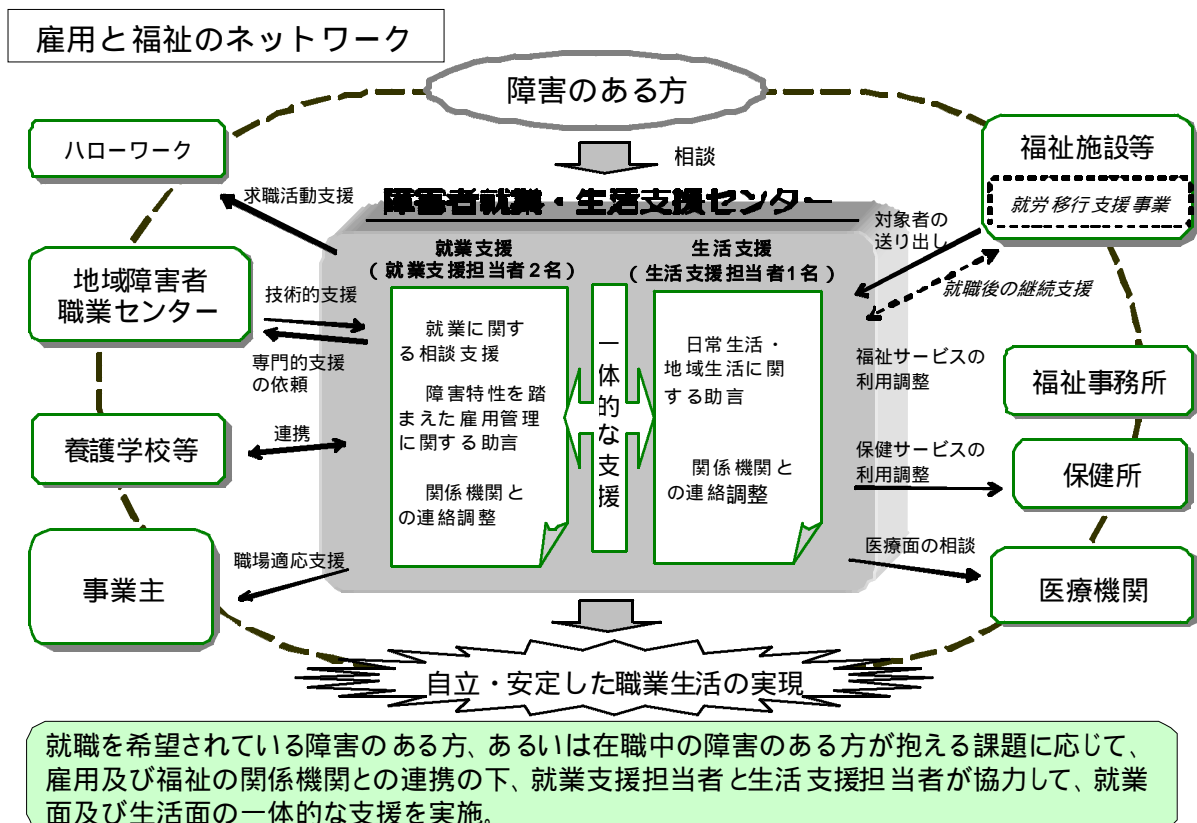 雇用と福祉のネットワーク
障害のある方
相談
ハローワーク
求職活動支援
地域障害者
職業センター
技術的支援
専門的支援
の依頼
養護学校等
連携
事業主
職場適応支援
障害者就業・生活支援センター
就業支援
(就業支援担当者2名)
就業に関す
る相談支援
障害特性を踏
まえた雇用管理
に関する助言
関係機関と
の連絡調整
一体的な支援
生活支援
(生活支援担当者1名)
日常生活・
地域生活に関
する助言
関係機関と
の連絡調整
福祉施設等
就労移行支援事業
対象者の
送り出し
就職後の継続支援
福祉サービスの
利用調整
福祉事務所
保健サービスの
利用調整
保健所
医療面の相談
医療機関
自立・安定した職業生活の実現
就職を希望されている障害のある方、あるいは在職中の障害のある方が抱える課題に応じて、
雇用及び福祉の関係機関との連携の下、就業支援担当者と生活支援担当者が協力して、就業
面及び生活面の一体的な支援を実施。